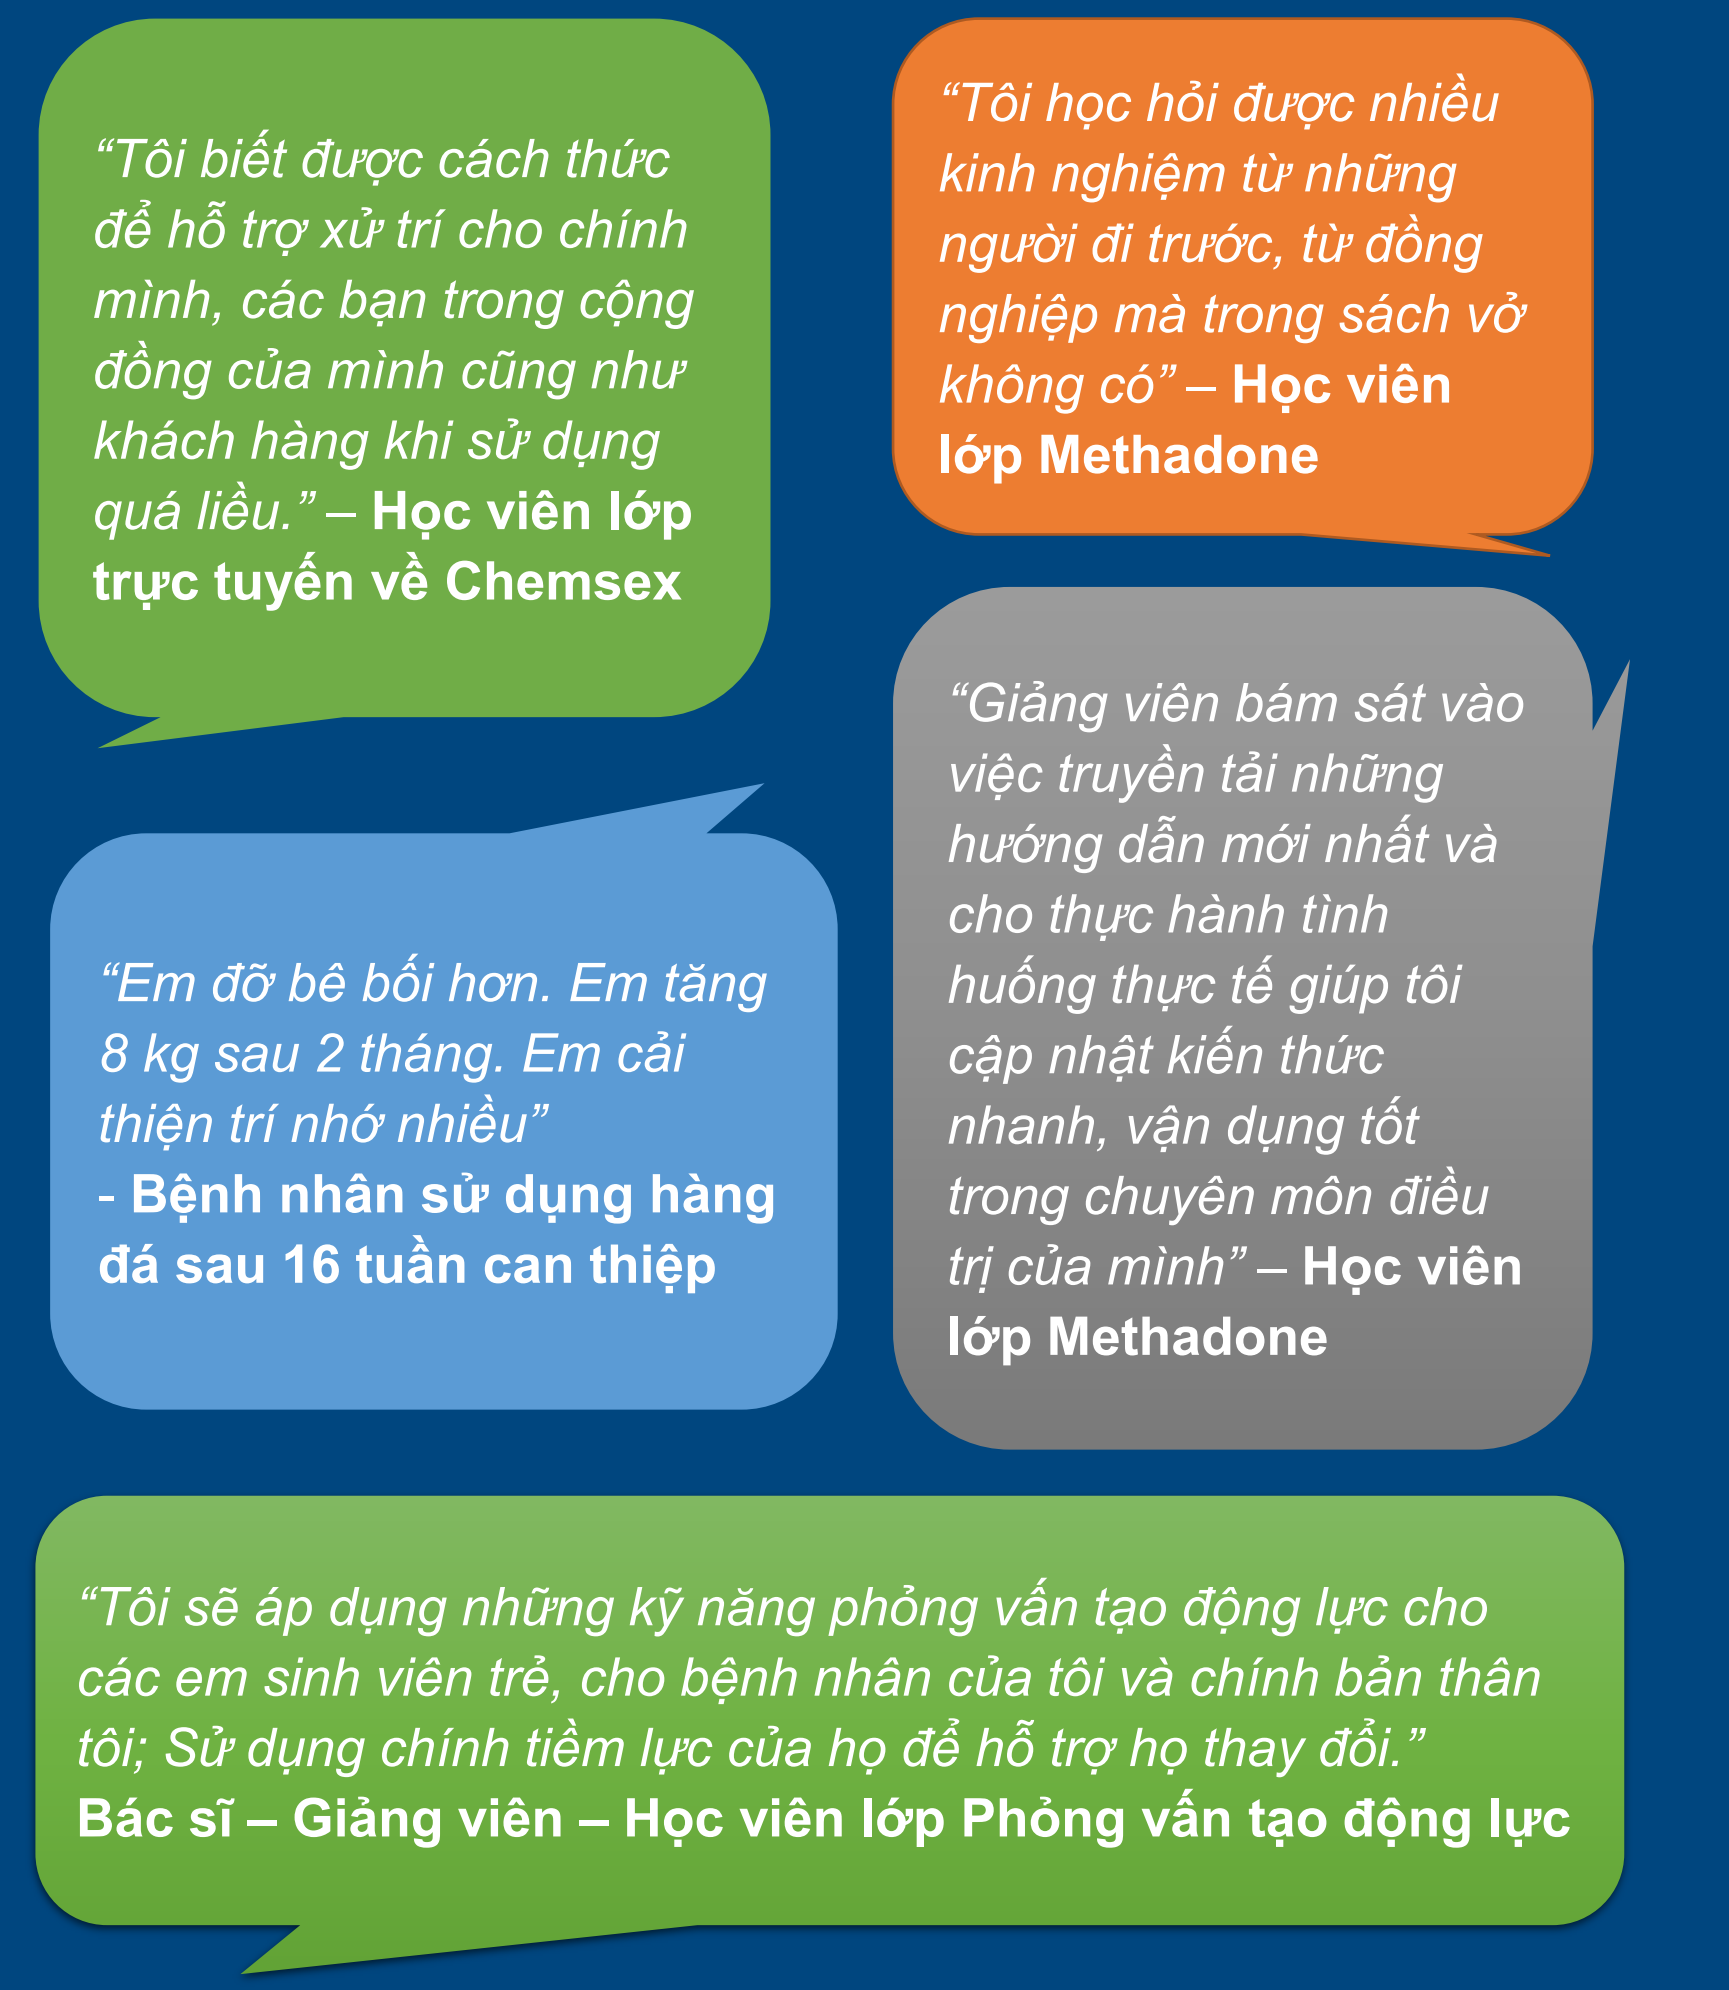 “Tôi biết được cách thức
để hỗ trợ xử trí cho chính
mình, các bạn trong cộng
đồng của mình cũng như
khách hàng khi sử dụng
quá liều.” – Học viên lớp
trực tuyến về Chemsex
“Tôi học hỏi được nhiều
kinh nghiệm từ những
người đi trước, từ đồng
nghiệp mà trong sách vở
không có” – Học viên
lớp Methadone
“Em đỡ bê bối hơn. Em tăng
8 kg sau 2 tháng. Em cải
thiện trí nhớ nhiều”
- Bệnh nhân sử dụng hàng
đá sau 16 tuần can thiệp
“Giảng viên bám sát vào
việc truyền tải những
hướng dẫn mới nhất và
cho thực hành tình
huống thực tế giúp tôi
cập nhật kiến thức
nhanh, vận dụng tốt
trong chuyên môn điều
trị của mình” – Học viên
lớp Methadone
“Tôi sẽ áp dụng những kỹ năng phỏng vấn tạo động lực cho
các em sinh viên trẻ, cho bệnh nhân của tôi và chính bản thân
tôi; Sử dụng chính tiềm lực của họ để hỗ trợ họ thay đổi.”
Bác sĩ – Giảng viên – Học viên lớp Phỏng vấn tạo động lực